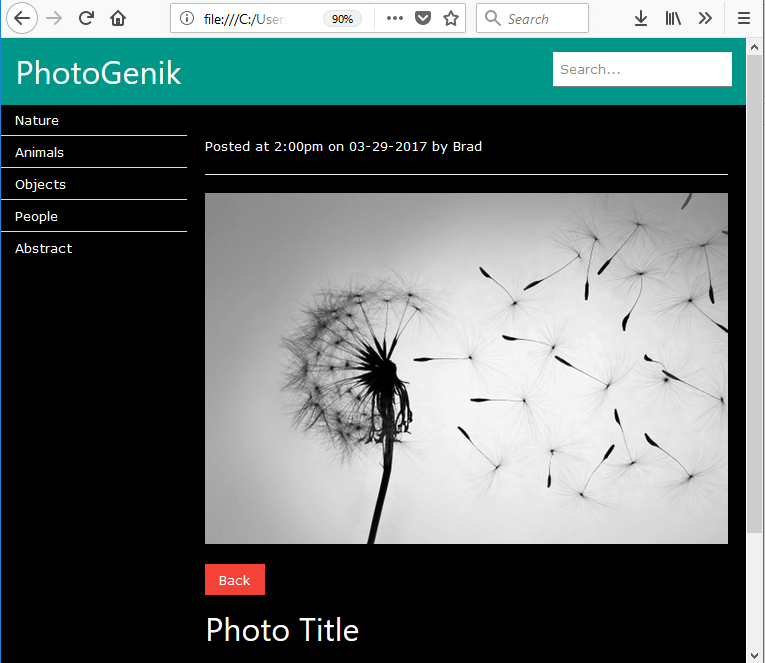 file:///C:/Users
90%
Search
PhotoGenik
Search...
Nature
Animals
Objects
People
Abstract
Posted at 2:00pm on 03-29-2017 by Brad
Back
Photo Title